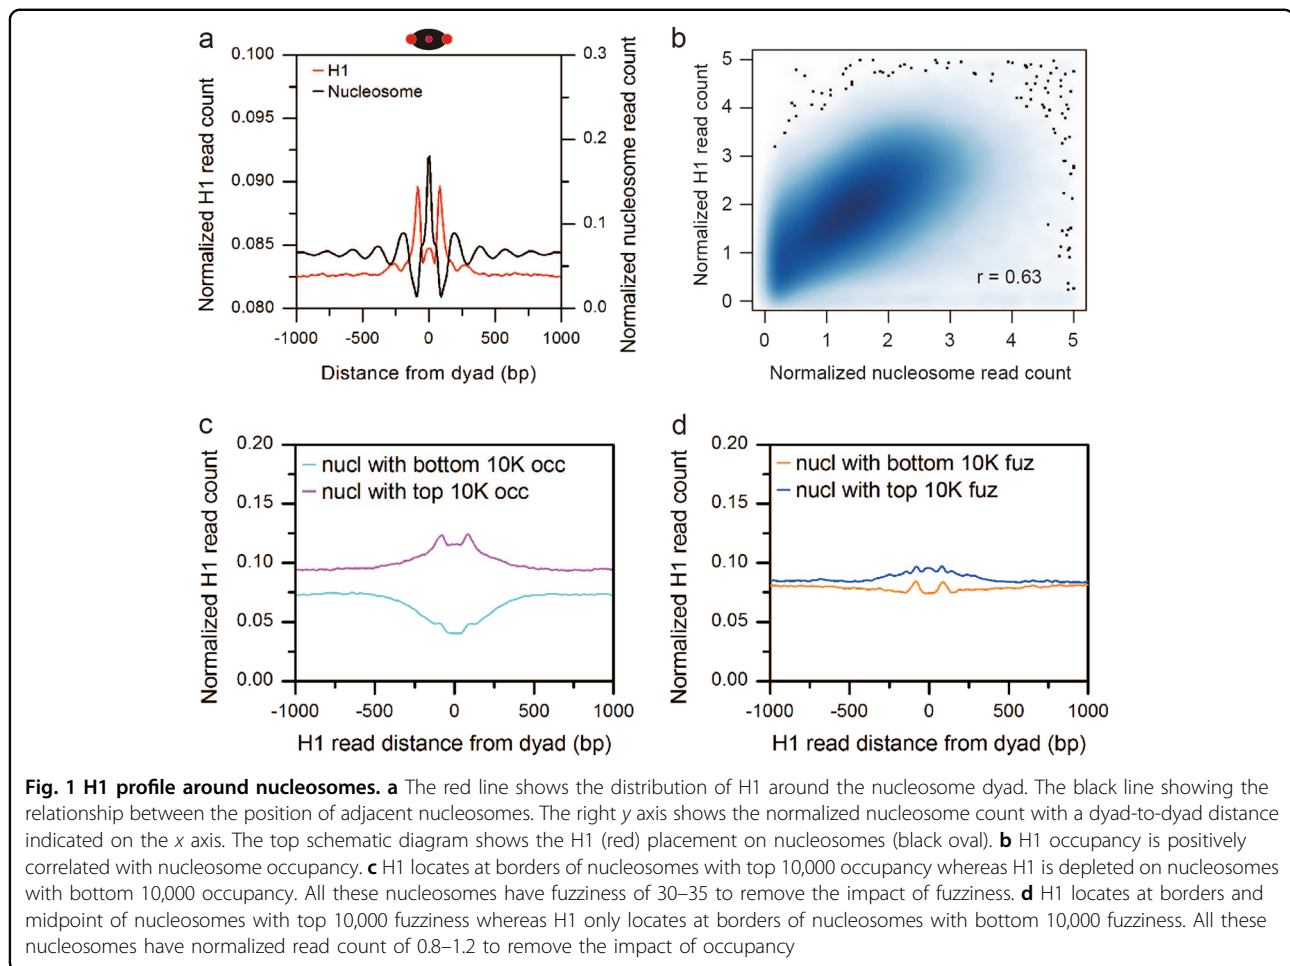 a
0.100
0.095
0.090
0.085
0.080
Normalized H1 read count
H1
Nucleosome
0.3
0.2
0.1
0.0
Normalized nucleosome read count
-1000
-500
0
500
1000
Distance from dyad (bp)
b
5
4
3
2
1
0
Normalized H1 read count
r = 0.63
0
1
2
3
4
5
Normalized nucleosome read count
c
0.20
0.15
0.10
0.05
0.00
Normalized H1 read count
nucl with bottom 10K occ
nucl with top 10K occ
-1000
-500
0
500
1000
H1 read distance from dyad (bp)
d
0.20
0.15
0.10
0.05
0.00
Normalized H1 read count
nucl with bottom 10K fuz
nucl with top 10K fuz
-1000
-500
0
500
1000
H1 read distance from dyad (bp)
Fig. 1 H1 profile around nucleosomes. a The red line shows the distribution of H1 around the nucleosome dyad. The black line showing the
relationship between the position of adjacent nucleosomes. The right y axis shows the normalized nucleosome count with a dyad-to-dyad distance
indicated on the x axis. The top schematic diagram shows the H1 (red) placement on nucleosomes (black oval). b H1 occupancy is positively
correlated with nucleosome occupancy. c H1 locates at borders of nucleosomes with top 10,000 occupancy whereas H1 is depleted on nucleosomes
with bottom 10,000 occupancy. All these nucleosomes have fuzziness of 30–35 to remove the impact of fuzziness. d H1 locates at borders and
midpoint of nucleosomes with top 10,000 fuzziness whereas H1 only locates at borders of nucleosomes with bottom 10,000 fuzziness. All these
nucleosomes have normalized read count of 0.8–1.2 to remove the impact of occupancy